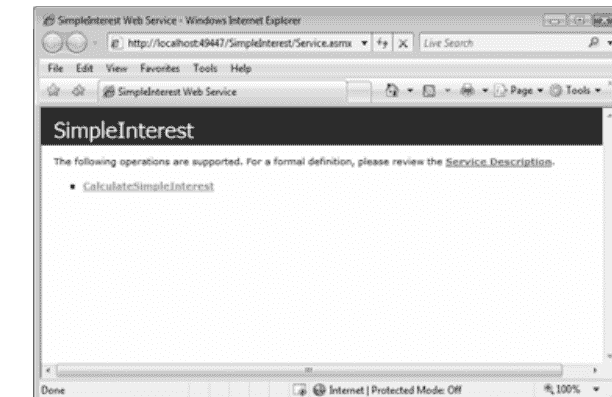 SimpleInterest Web Service - Windows Internet Explorer
http://localhost:49447/SimpleInterest/Service.asmx Live Search
File Edit View Favorites Tools Help
SimpleInterest Web Service Page Tools
SimpleInterest
The following operations are supported. For a formal definition, please review the Service Description.
CalculateSimpleInterest
Done Internet | Protected Mode: Off 100%